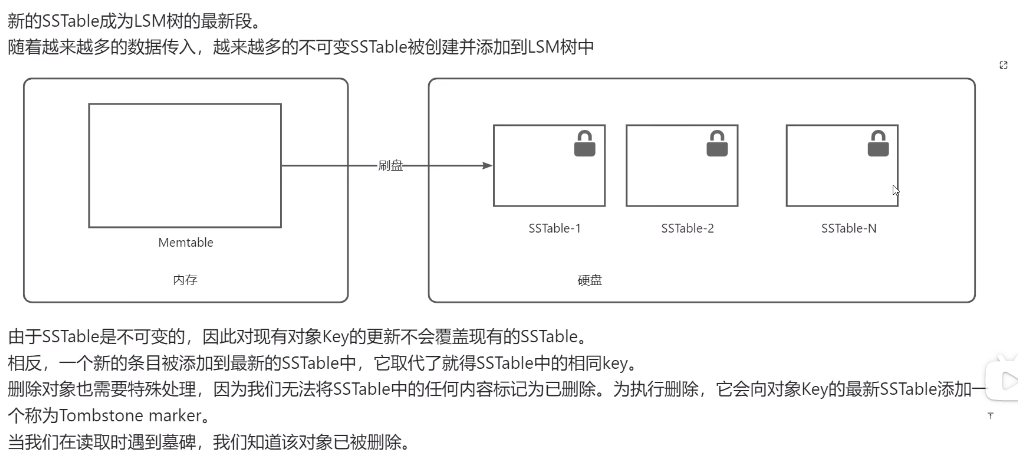 新的SSTable成为LSM树的最新段。
随着越来越多的数据传入，越来越多的不可变SSTable被创建并添加到LSM树中
刷盘
Memtable
SSTable-1
SSTable-2
SSTable-N
内存
硬盘
由于SSTable是不可变的，因此对现有对象Key的更新不会覆盖现有的SSTable。
相反，一个新的条目被添加到最新的SSTable中，它取代了就得SSTable中的相同key。
删除对象也需要特殊处理，因为我们无法将SSTable中的任何内容标记为已删除。为执行删除，它会向对象Key的最新SSTable添加一
个称为Tombstone marker。
当我们在读取时遇到墓碑，我们知道该对象已被删除。